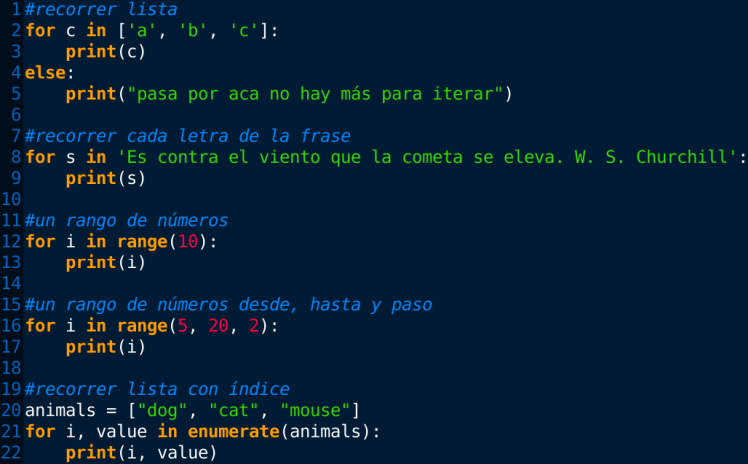 1 #recorrer lista
2 for c in ['a', 'b', 'c']:
3     print(c)
4 else:
5     print("pasa por aca no hay más para iterar")
6
7 #recorrer cada letra de la frase
8 for s in 'Es contra el viento que la cometa se eleva. W. S. Churchill':
9     print(s)
10
11 #un rango de números
12 for i in range(10):
13     print(i)
14
15 #un rango de números desde, hasta y paso
16 for i in range(5, 20, 2):
17     print(i)
18
19 #recorrer lista con índice
20 animals = ["dog", "cat", "mouse"]
21 for i, value in enumerate(animals):
22     print(i, value)